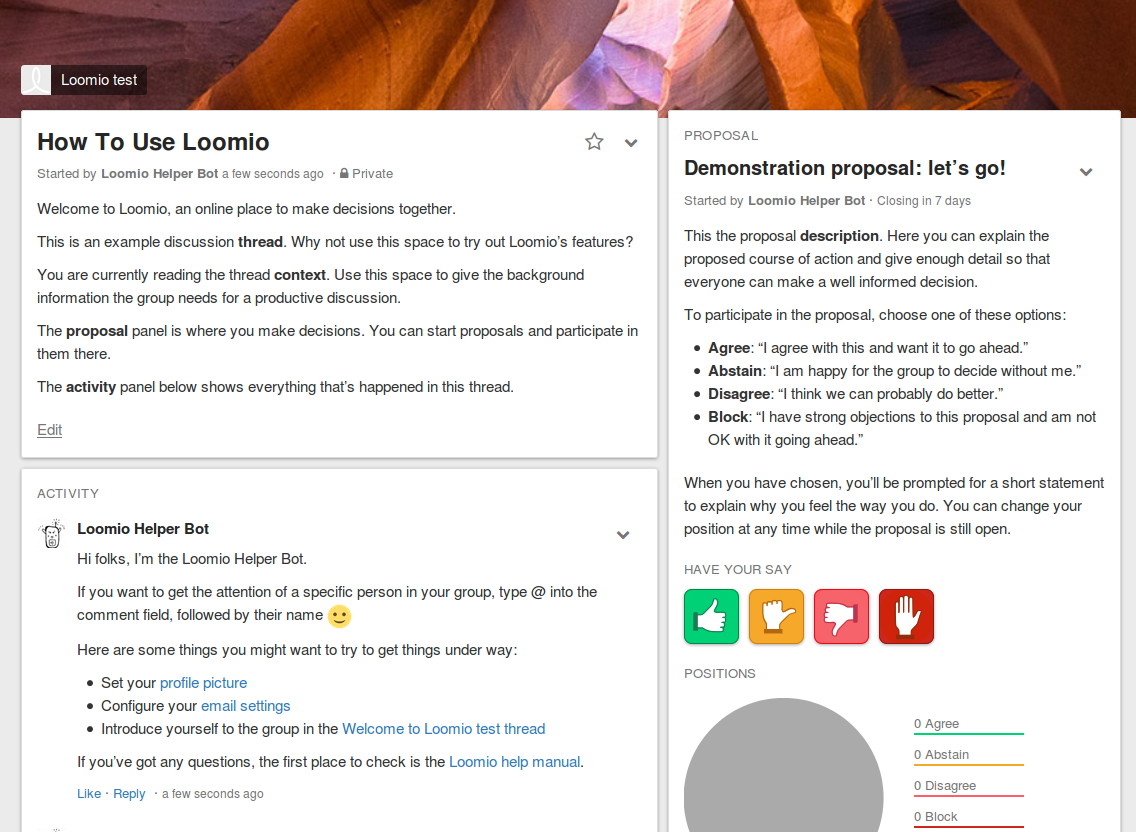 Loomio test
How To Use Loomio
Started by Loomio Helper Bot a few seconds ago · Private
Welcome to Loomio, an online place to make decisions together.
This is an example discussion thread. Why not use this space to try out Loomio’s features?
You are currently reading the thread context. Use this space to give the background
information the group needs for a productive discussion.
The proposal panel is where you make decisions. You can start proposals and participate in
them there.
The activity panel below shows everything that’s happened in this thread.
Edit
ACTIVITY
Loomio Helper Bot
Hi folks, I’m the Loomio Helper Bot.
If you want to get the attention of a specific person in your group, type @ into the
comment field, followed by their name
Here are some things you might want to try to get things under way:
• Set your profile picture
• Configure your email settings
• Introduce yourself to the group in the Welcome to Loomio test thread
If you’ve got any questions, the first place to check is the Loomio help manual.
Like · Reply · a few seconds ago
PROPOSAL
Demonstration proposal: let’s go!
Started by Loomio Helper Bot · Closing in 7 days
This the proposal description. Here you can explain the
proposed course of action and give enough detail so that
everyone can make a well informed decision.
To participate in the proposal, choose one of these options:
• Agree: “I agree with this and want it to go ahead.”
• Abstain: “I am happy for the group to decide without me.”
• Disagree: “I think we can probably do better.”
• Block: “I have strong objections to this proposal and am not
OK with it going ahead.”
When you have chosen, you’ll be prompted for a short statement
to explain why you feel the way you do. You can change your
position at any time while the proposal is still open.
HAVE YOUR SAY
POSITIONS
0 Agree
0 Abstain
0 Disagree
0 Block